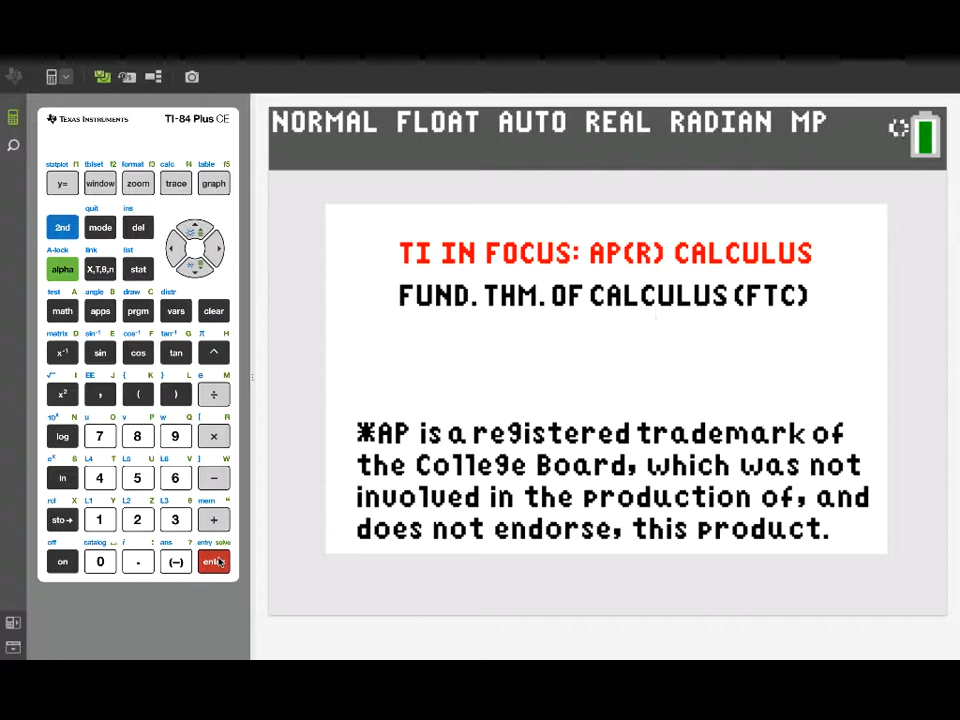 TEXAS INSTRUMENTS TI-84 Plus CE
NORMAL FLOAT AUTO REAL RADIAN MP
TI IN FOCUS: AP(R) CALCULUS
FUND. THM. OF CALCULUS (FTC)
*AP is a registered trademark of
the College Board, which was not
involved in the production of, and
does not endorse, this product.
statplot f1 tblset f2 format f3 calc f4 table f5
y= window zoom trace graph
quit ins
2nd mode del
A-lock link list
alpha X,T,θ,n stat
test A angle B draw C distr
math apps prgm vars clear
matrix D sin⁻¹ E cos⁻¹ F tan⁻¹ G π H
x⁻¹ sin cos tan ^
√ I EE J { K } L e M
x² , ( ) ÷
10ˣ N u O v P w Q [ R
log 7 8 9 ×
eˣ S L4 T L5 U L6 V ] W
ln 4 5 6 −
rcl X L1 Y L2 Z L3 θ mem "
sto→ 1 2 3 +
off catalog i : ans ? entry solve
on 0 . (−)